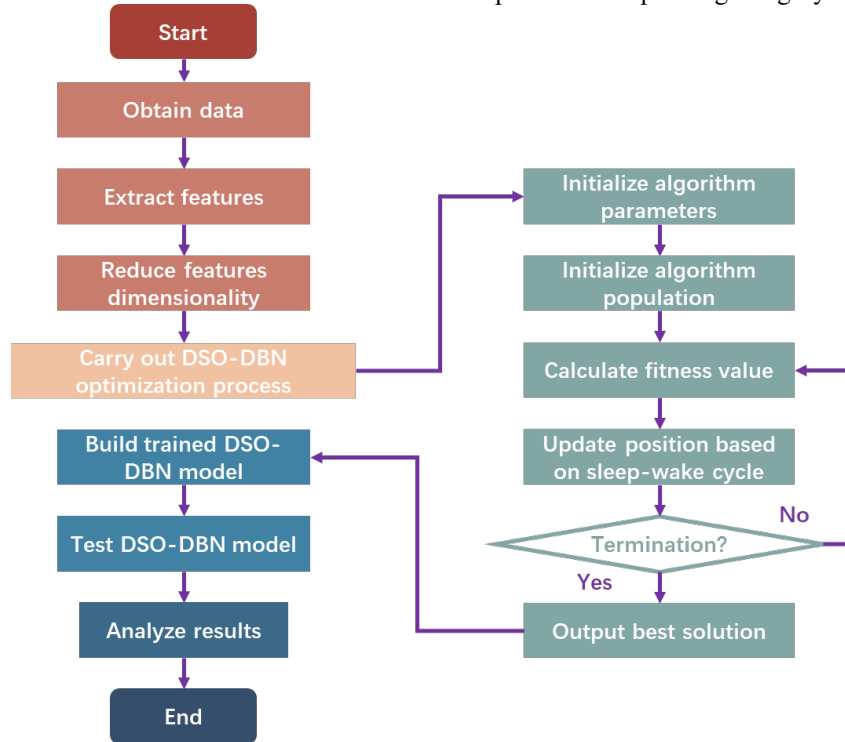 Start
Obtain data
Extract features
Reduce features
dimensionality
Carry out DSO-DBN
optimization process
Build trained DSO-
DBN model
Test DSO-DBN model
Analyze results
End
Initialize algorithm
parameters
Initialize algorithm
population
Calculate fitness value
Update position based
on sleep-wake cycle
Termination?
No
Yes
Output best solution